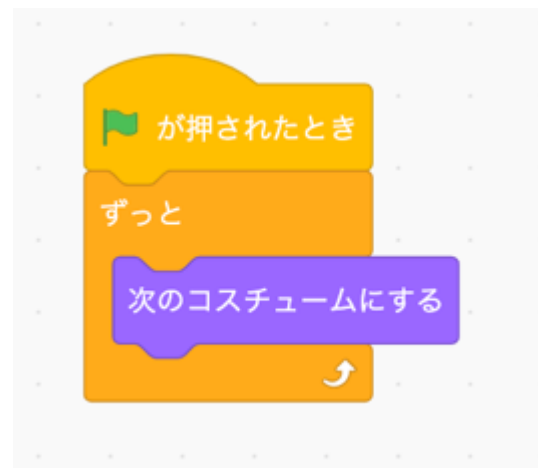 が押されたとき
ずっと
次のコスチュームにする